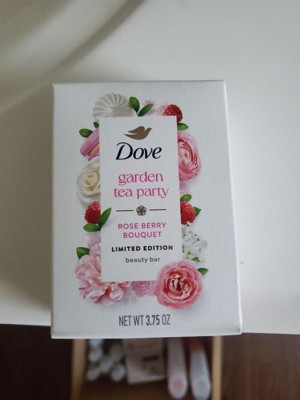 Dove
garden
tea party
ROSE BERRY
BOUQUET
LIMITED EDITION
beauty bar
NET WT 3.75 OZ